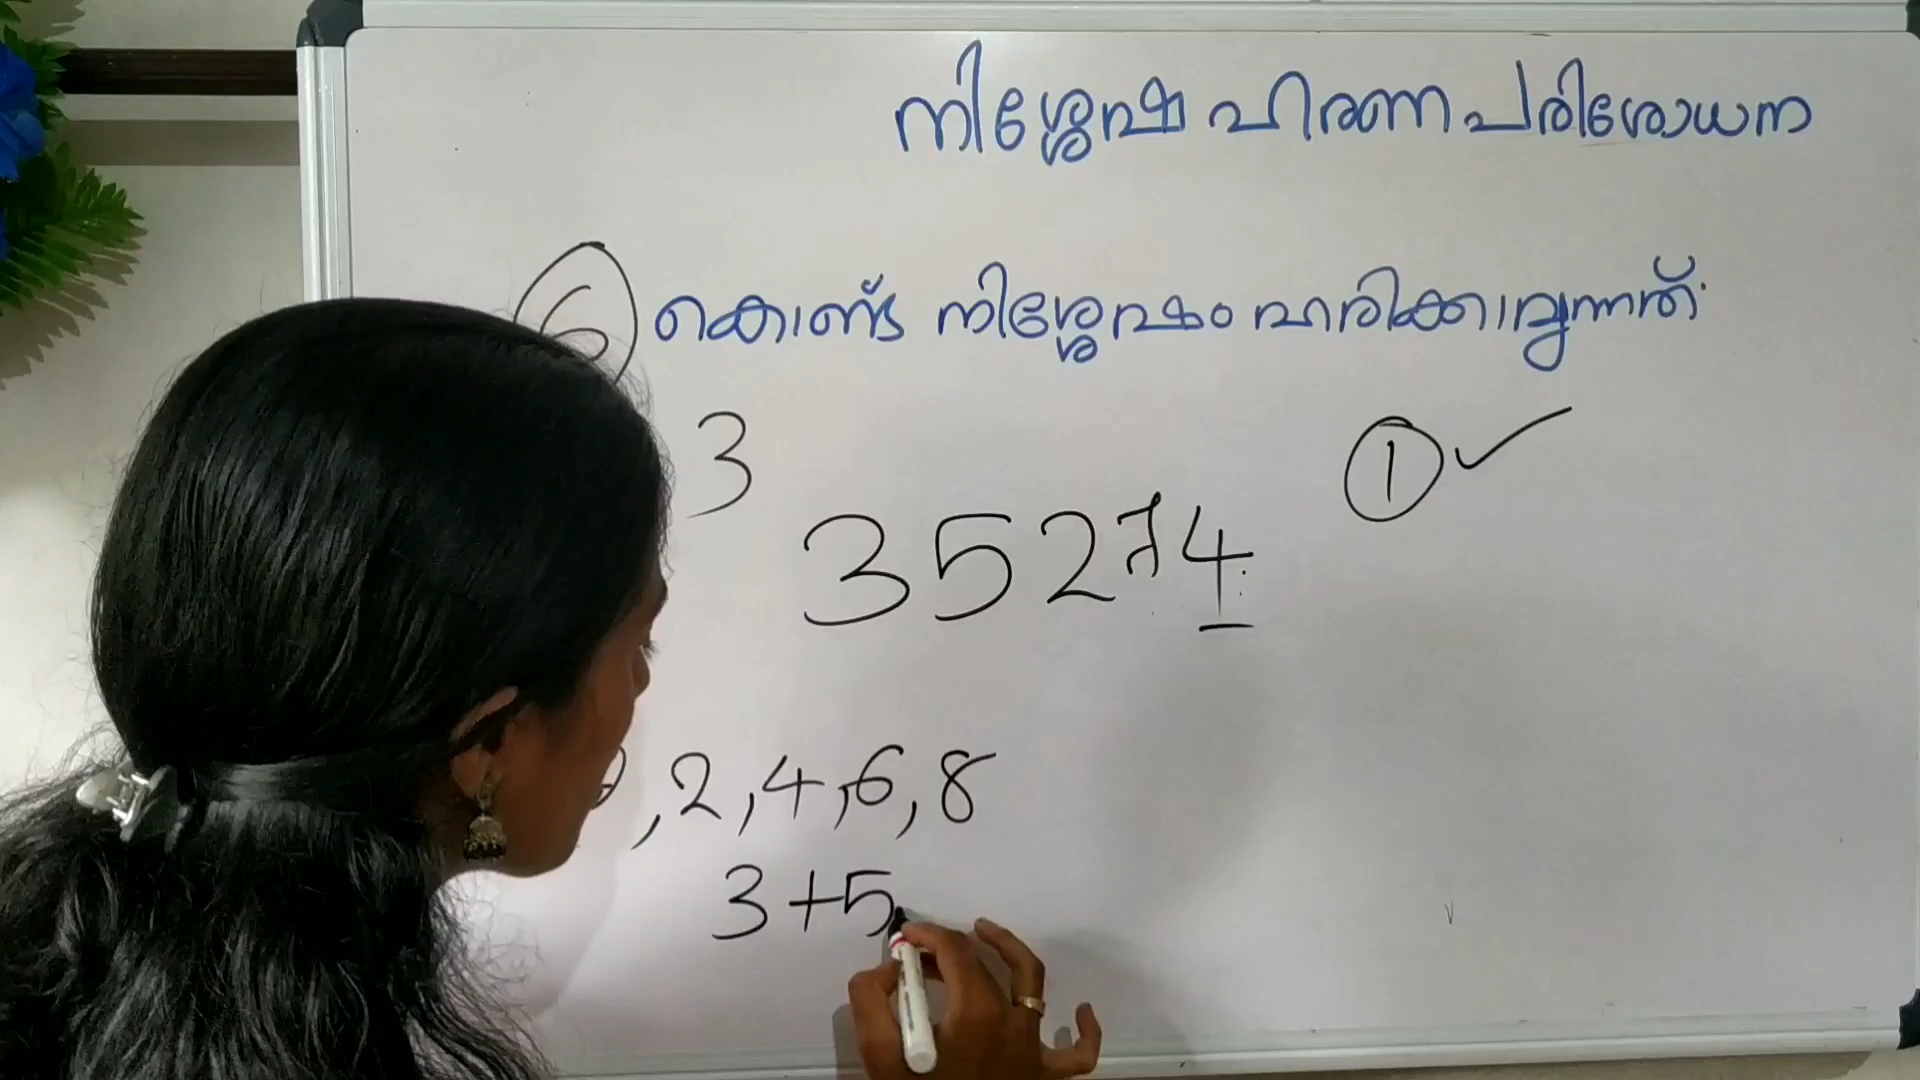 നിശ്ശേഷ ഹരണ പരിശോധന
6 കൊണ്ട് നിശ്ശേഷം ഹരിക്കാവുന്നത്
3
① ✓
35274
, 2, 4, 6, 8
3+5